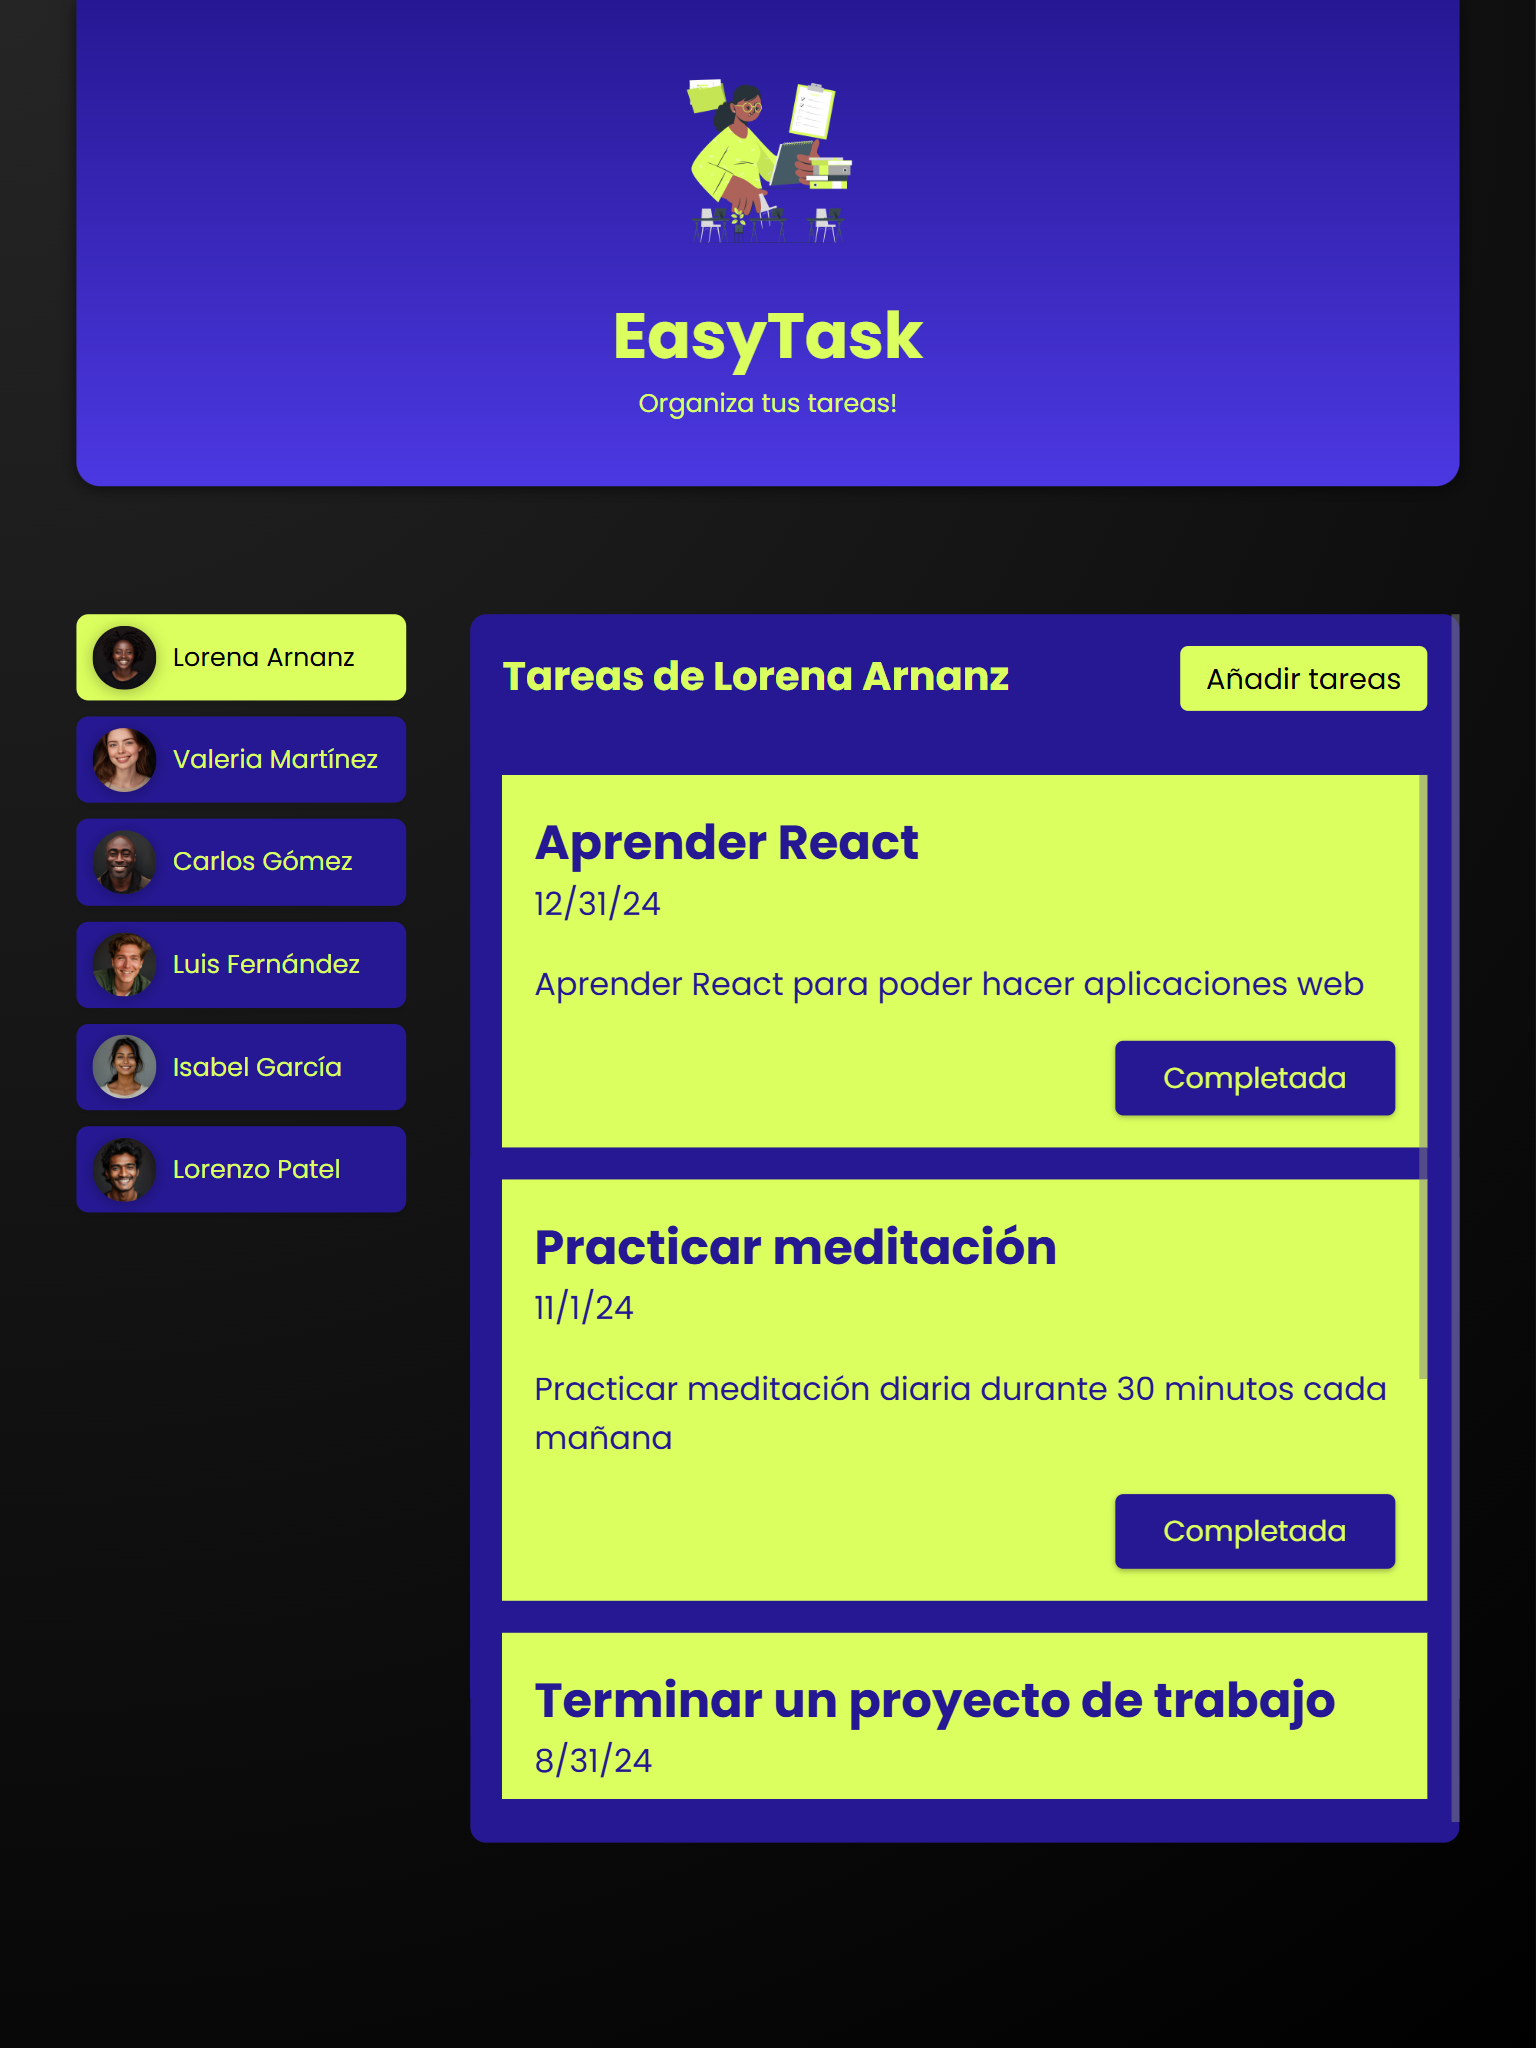 EasyTask
Organiza tus tareas!
Lorena Arnanz
Valeria Martínez
Carlos Gómez
Luis Fernández
Isabel García
Lorenzo Patel
Tareas de Lorena Arnanz
Añadir tareas
Aprender React
12/31/24
Aprender React para poder hacer aplicaciones web
Completada
Practicar meditación
11/1/24
Practicar meditación diaria durante 30 minutos cada
mañana
Completada
Terminar un proyecto de trabajo
8/31/24